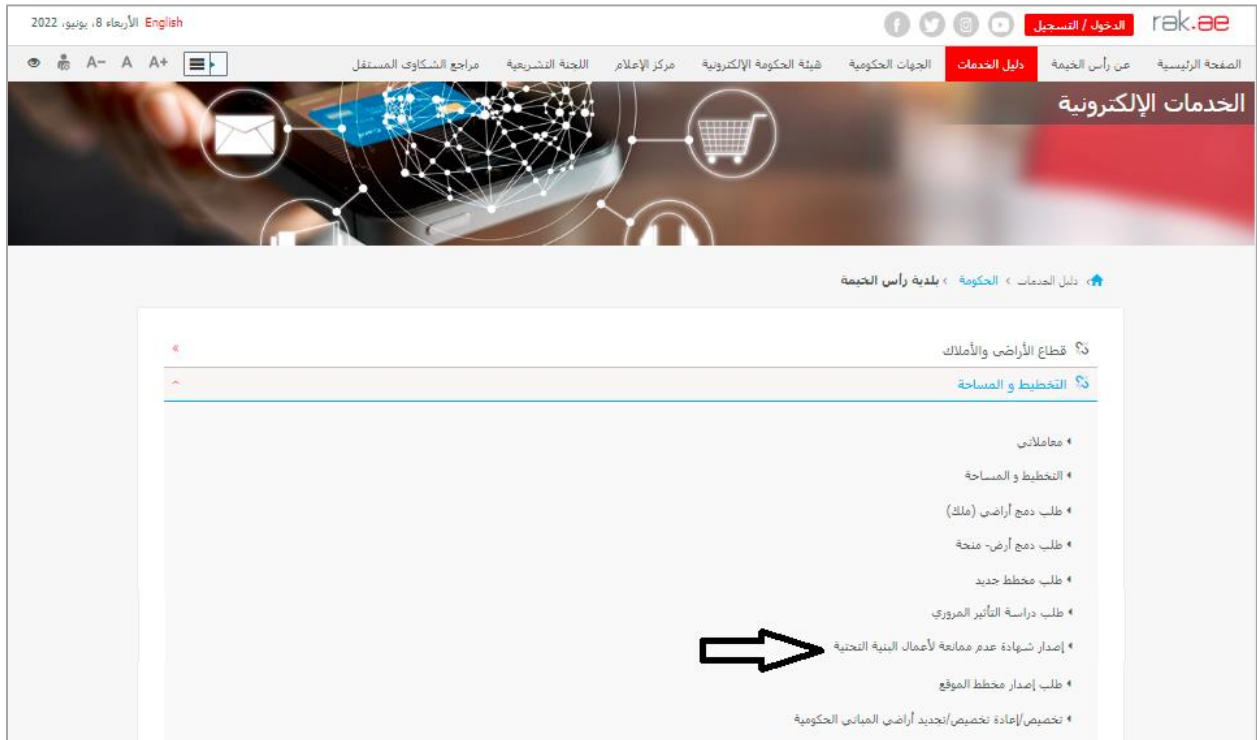 rak.ae الدخول / التسجيل English الأربعاء 8، يونيو، 2022
الصفحة الرئيسية عن رأس الخيمة دليل الخدمات الجهات الحكومية هيئة الحكومة الإلكترونية مركز الإعلام اللجنة التشريعية مراجع الشكاوى المستقل A+ A A-
الخدمات الإلكترونية
دليل الخدمات › الحكومة › بلدية رأس الخيمة
قطاع الأراضى والأملاك
التخطيط و المساحة
معاملاتي
التخطيط و المساحة
طلب دمج أراضي (ملك)
طلب دمج أرض- منحة
طلب مخطط جديد
طلب دراسة التأثير المروري
إصدار شهادة عدم ممانعة لأعمال البنية التحتية
طلب إصدار مخطط الموقع
تخصيص/إعادة تخصيص/تجديد أراضي المباني الحكومية